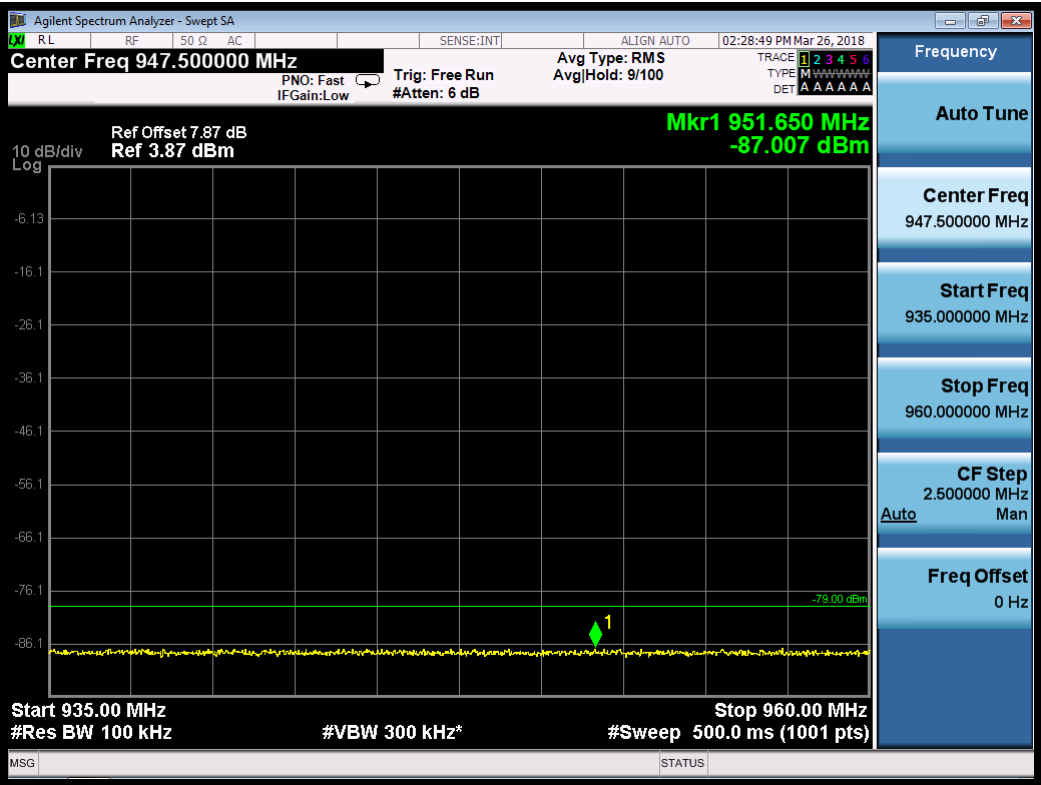 Agilent Spectrum Analyzer - Swept SA
LXI RL RF 50 Ω AC SENSE:INT ALIGN AUTO 02:28:49 PM Mar 26, 2018
Center Freq 947.500000 MHz
PNO: Fast
IFGain:Low
Trig: Free Run
#Atten: 6 dB
Avg Type: RMS
Avg|Hold: 9/100
TRACE 1 2 3 4 5 6
TYPE M WWWWW
DET A A A A A A
Frequency
Mkr1 951.650 MHz
-87.007 dBm
Ref Offset 7.87 dB
10 dB/div Ref 3.87 dBm
Log
-6.13
-16.1
-26.1
-36.1
-46.1
-56.1
-66.1
-76.1
-79.00 dBm
1
-86.1
Start 935.00 MHz Stop 960.00 MHz
#Res BW 100 kHz #VBW 300 kHz* #Sweep 500.0 ms (1001 pts)
Auto Tune
Center Freq
947.500000 MHz
Start Freq
935.000000 MHz
Stop Freq
960.000000 MHz
CF Step
2.500000 MHz
Auto Man
Freq Offset
0 Hz
MSG STATUS